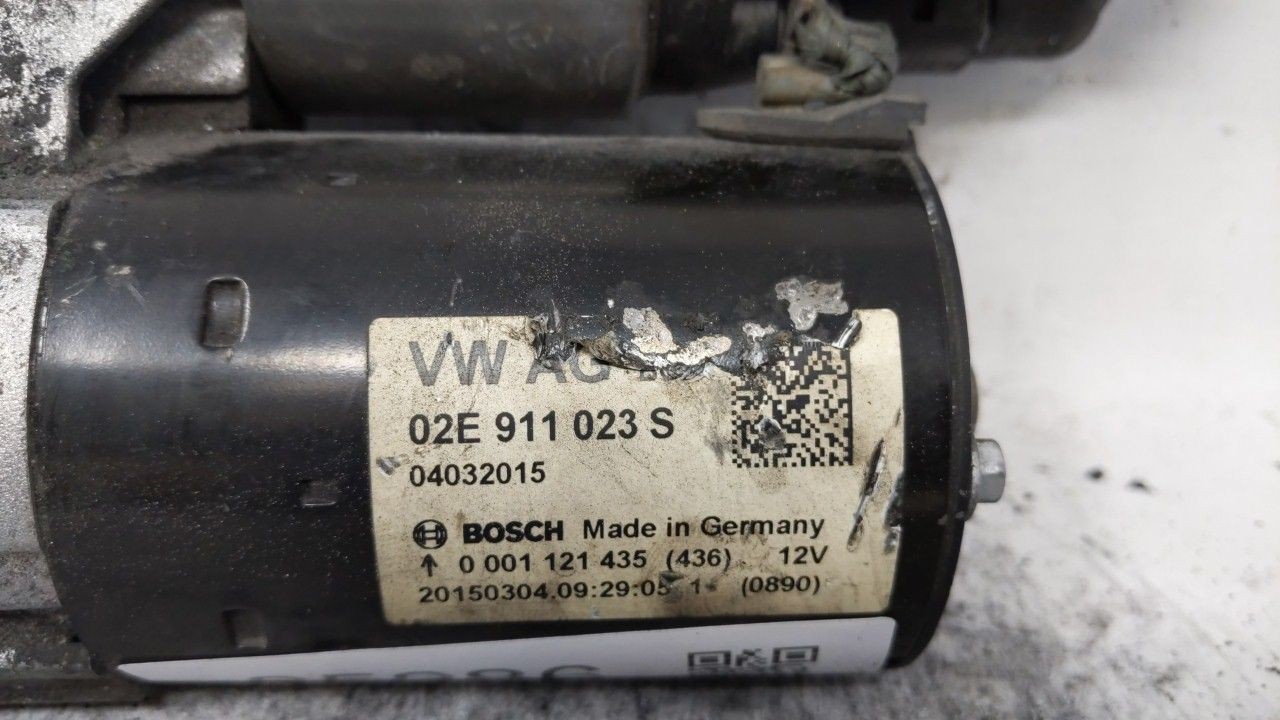 VW AG
02E 911 023 S
04032015
BOSCH Made in Germany
↑ 0 001 121 435 (436) 12V
20150304.09:29:05 1 (0890)